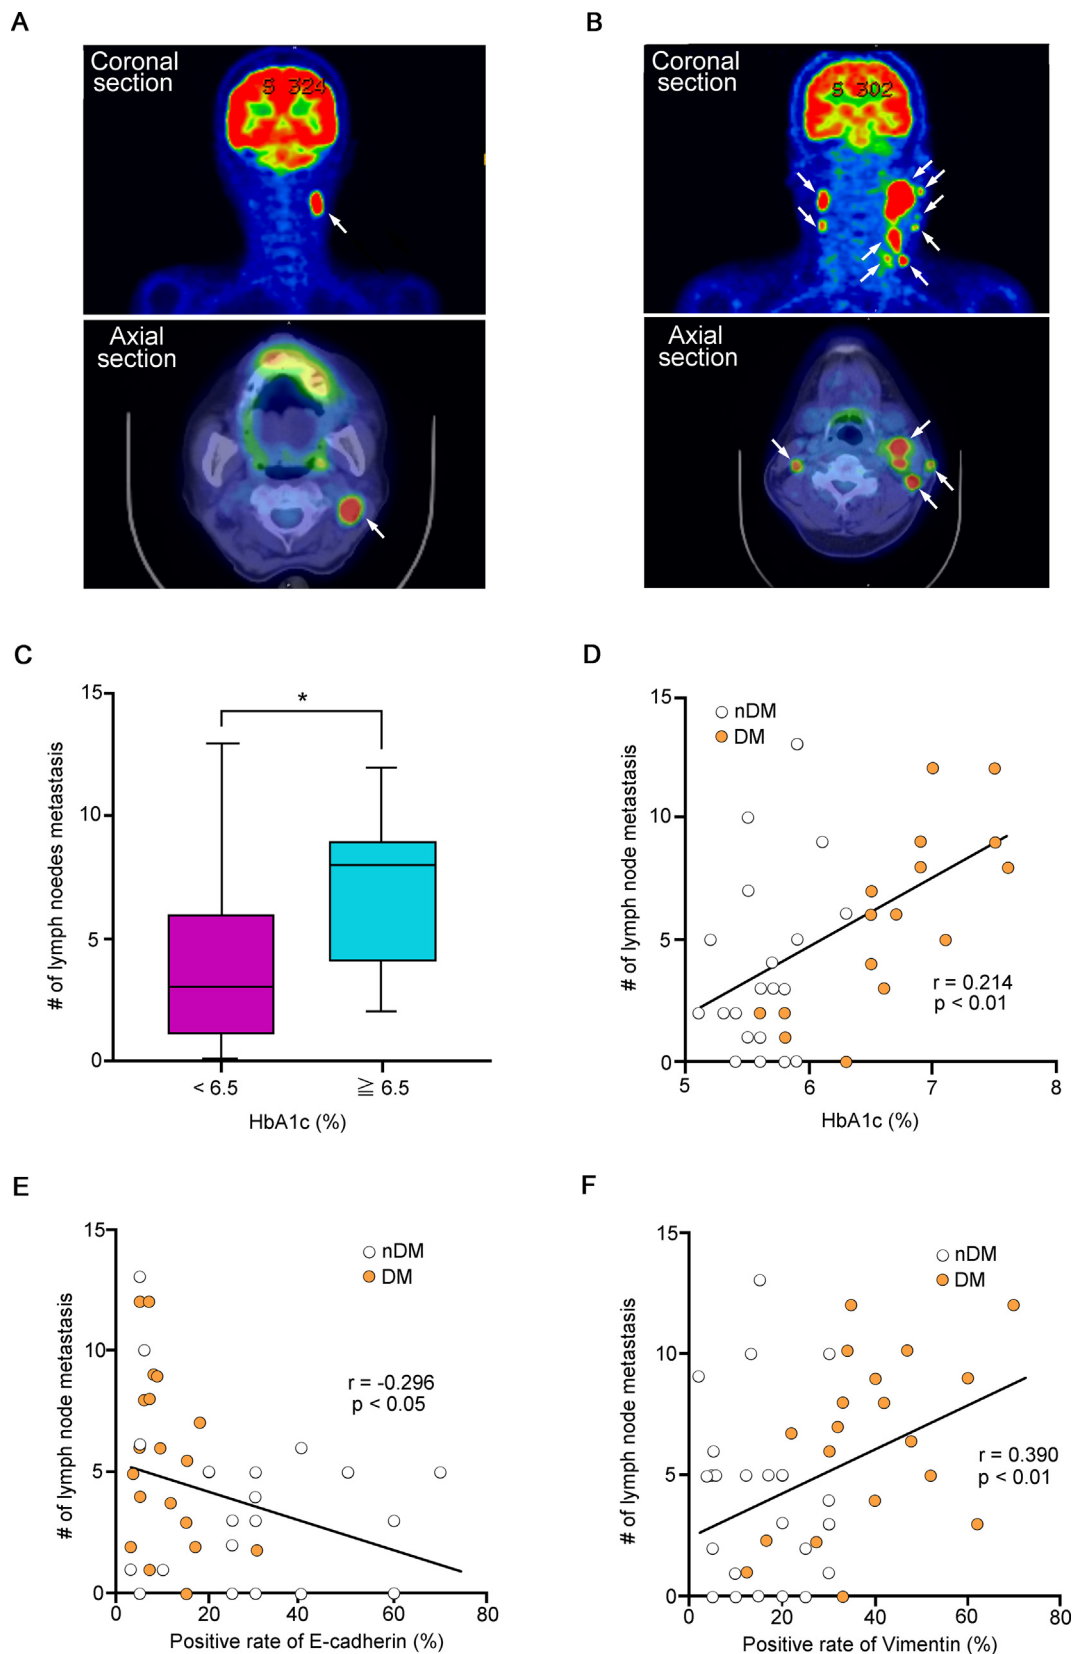 A
B
Coronal
section
S 324
Coronal
section
S 302
Axial
section
Axial
section
C
D
# of lymph noedes metastasis
15
10
5
0
*
< 6.5
≧ 6.5
HbA1c (%)
# of lymph node metastasis
15
10
5
0
nDM
DM
r = 0.214
p < 0.01
5
6
7
8
HbA1c (%)
E
F
# of lymph node metastasis
15
10
5
0
nDM
DM
r = -0.296
p < 0.05
0
20
40
60
80
Positive rate of E-cadherin (%)
# of lymph node metastasis
15
10
5
0
nDM
DM
r = 0.390
p < 0.01
0
20
40
60
80
Positive rate of Vimentin (%)